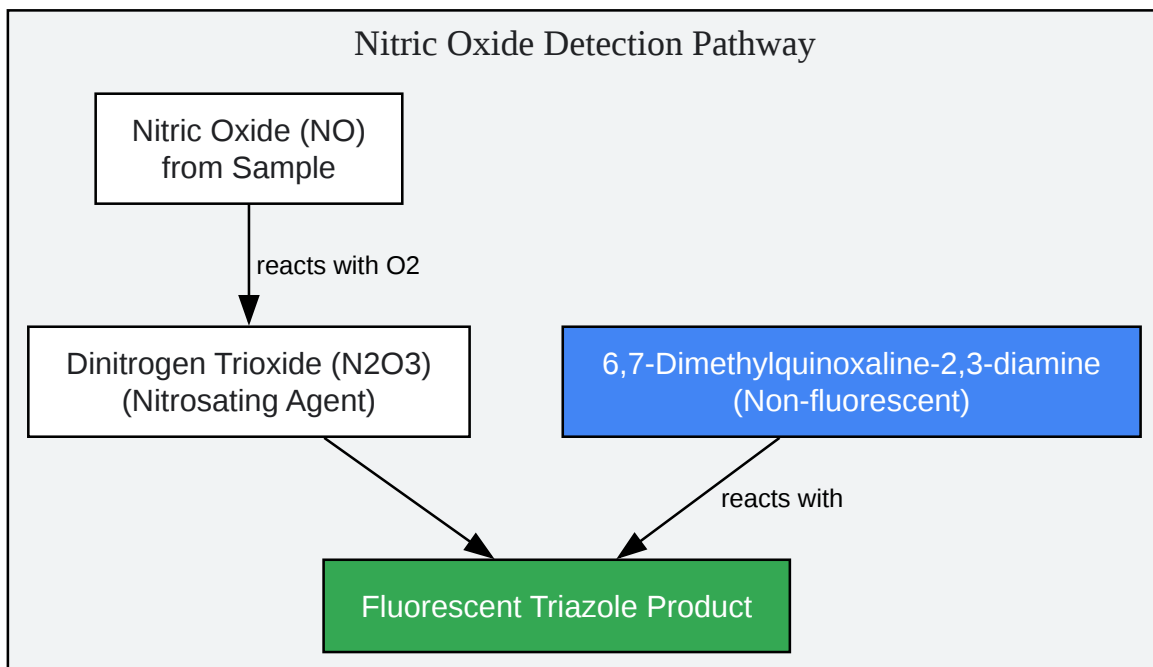 Nitric Oxide Detection Pathway
Nitric Oxide (NO)
from Sample
reacts with O2
Dinitrogen Trioxide (N2O3)
(Nitrosating Agent)
6,7-Dimethylquinoxaline-2,3-diamine
(Non-fluorescent)
reacts with
Fluorescent Triazole Product